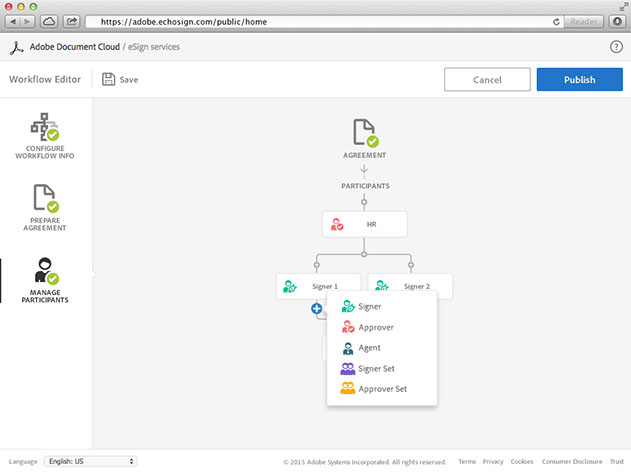 https://adobe.echosign.com/public/home
Reader
Adobe Document Cloud / eSign services
?
Workflow Editor
Save
Cancel
Publish
CONFIGURE
WORKFLOW INFO
PREPARE
AGREEMENT
MANAGE
PARTICIPANTS
AGREEMENT
PARTICIPANTS
HR
Signer 1
Signer 2
Signer
Approver
Agent
Signer Set
Approver Set
Language
English: US
© 2015 Adobe Systems Incorporated. All rights reserved.
Terms
Privacy
Cookies
Consumer Disclosure
Trust